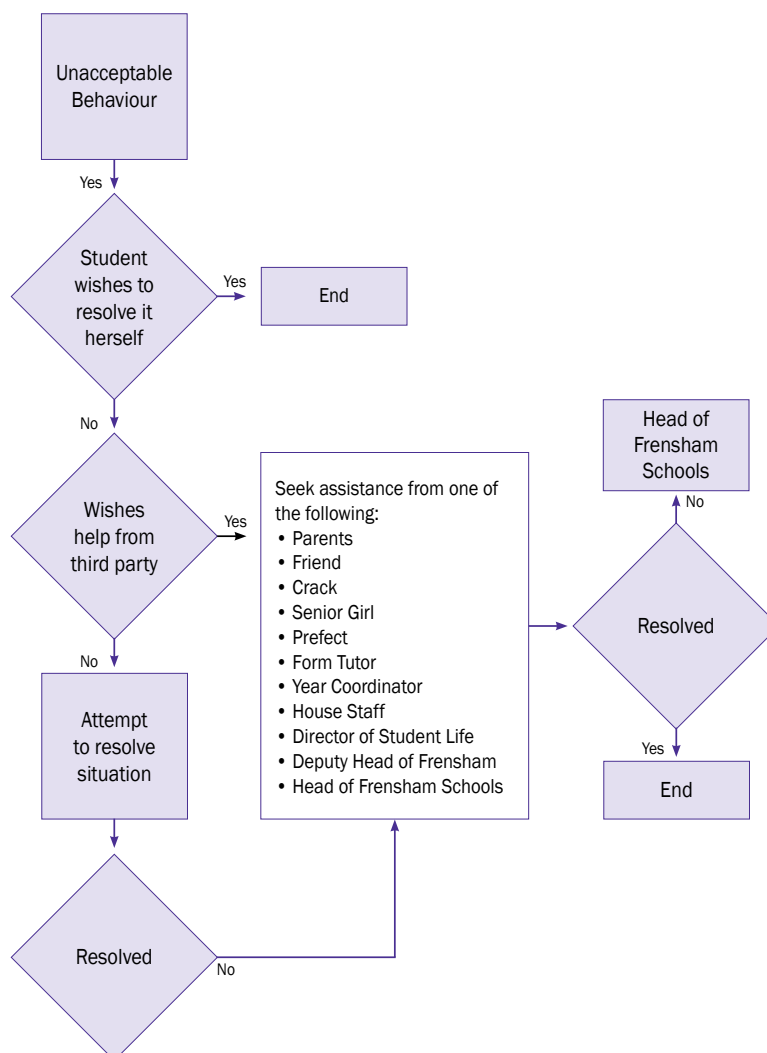 Unacceptable
Behaviour
Yes
Student
wishes to
resolve it
herself
Yes
End
No
Wishes
help from
third party
Yes
Seek assistance from one of
the following:
• Parents
• Friend
• Crack
• Senior Girl
• Prefect
• Form Tutor
• Year Coordinator
• House Staff
• Director of Student Life
• Deputy Head of Frensham
• Head of Frensham Schools
Head of
Frensham
Schools
No
Resolved
Yes
End
No
Attempt
to resolve
situation
Resolved
No